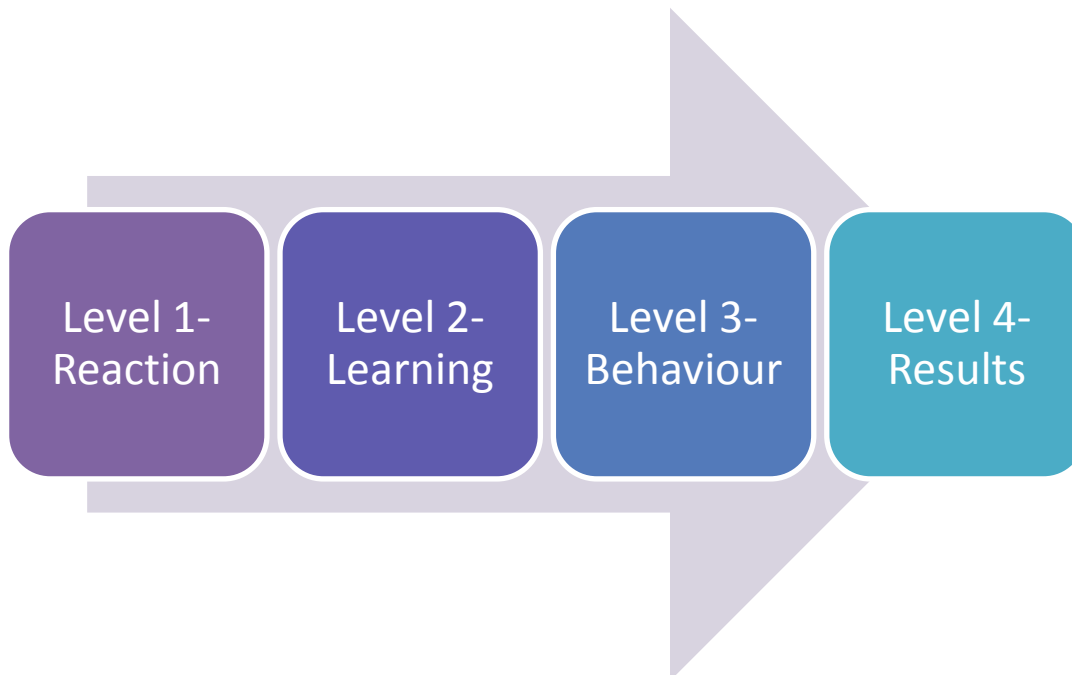 Level 1-
Reaction
Level 2-
Learning
Level 3-
Behaviour
Level 4-
Results